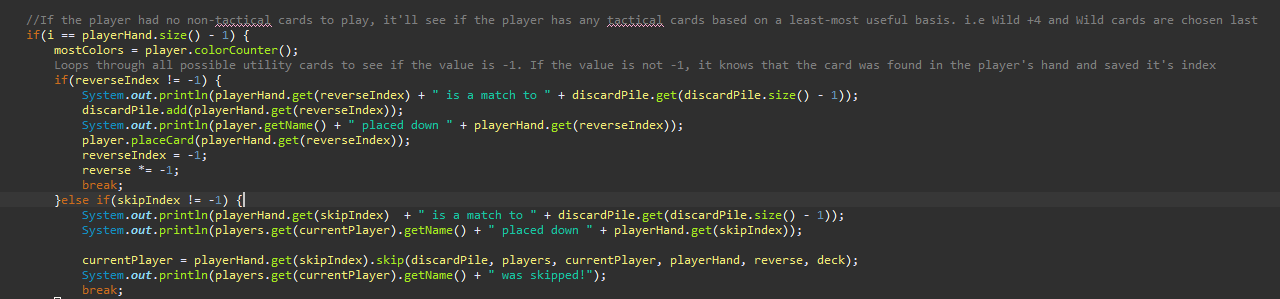 //If the player had no non-tactical cards to play, it'll see if the player has any tactical cards based on a least-most useful basis. i.e Wild +4 and Wild cards are chosen last
if(i == playerHand.size() - 1) {
mostColors = player.colorCounter();
Loops through all possible utility cards to see if the value is -1. If the value is not -1, it knows that the card was found in the player's hand and saved it's index
if(reverseIndex != -1) {
System.out.println(playerHand.get(reverseIndex) + " is a match to " + discardPile.get(discardPile.size() - 1));
discardPile.add(playerHand.get(reverseIndex));
System.out.println(player.getName() + " placed down " + playerHand.get(reverseIndex));
player.placeCard(playerHand.get(reverseIndex));
reverseIndex = -1;
reverse *= -1;
break;
}else if(skipIndex != -1) {
System.out.println(playerHand.get(skipIndex)  + " is a match to " + discardPile.get(discardPile.size() - 1));
System.out.println(players.get(currentPlayer).getName() + " placed down " + playerHand.get(skipIndex));
currentPlayer = playerHand.get(skipIndex).skip(discardPile, players, currentPlayer, playerHand, reverse, deck);
System.out.println(players.get(currentPlayer).getName() + " was skipped!");
break;